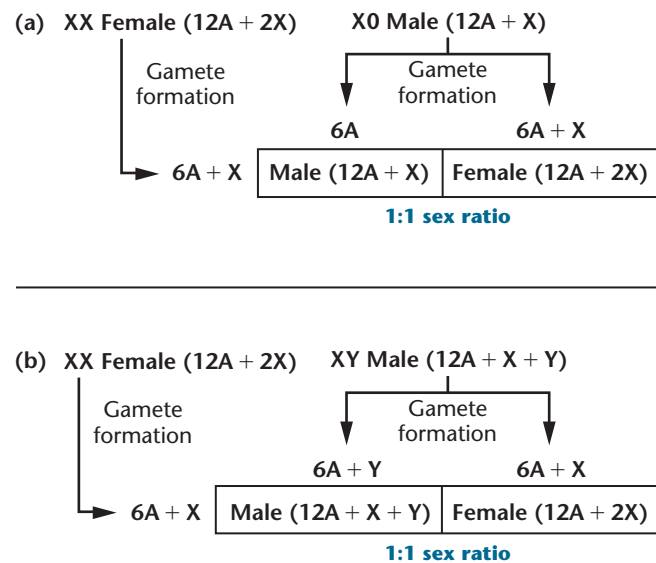 (a) XX Female (12A + 2X) X0 Male (12A + X)
Gamete
formation
Gamete
formation
6A 6A + X
6A + X Male (12A + X) Female (12A + 2X)
1:1 sex ratio
(b) XX Female (12A + 2X) XY Male (12A + X + Y)
Gamete
formation
Gamete
formation
6A + Y 6A + X
6A + X Male (12A + X + Y) Female (12A + 2X)
1:1 sex ratio